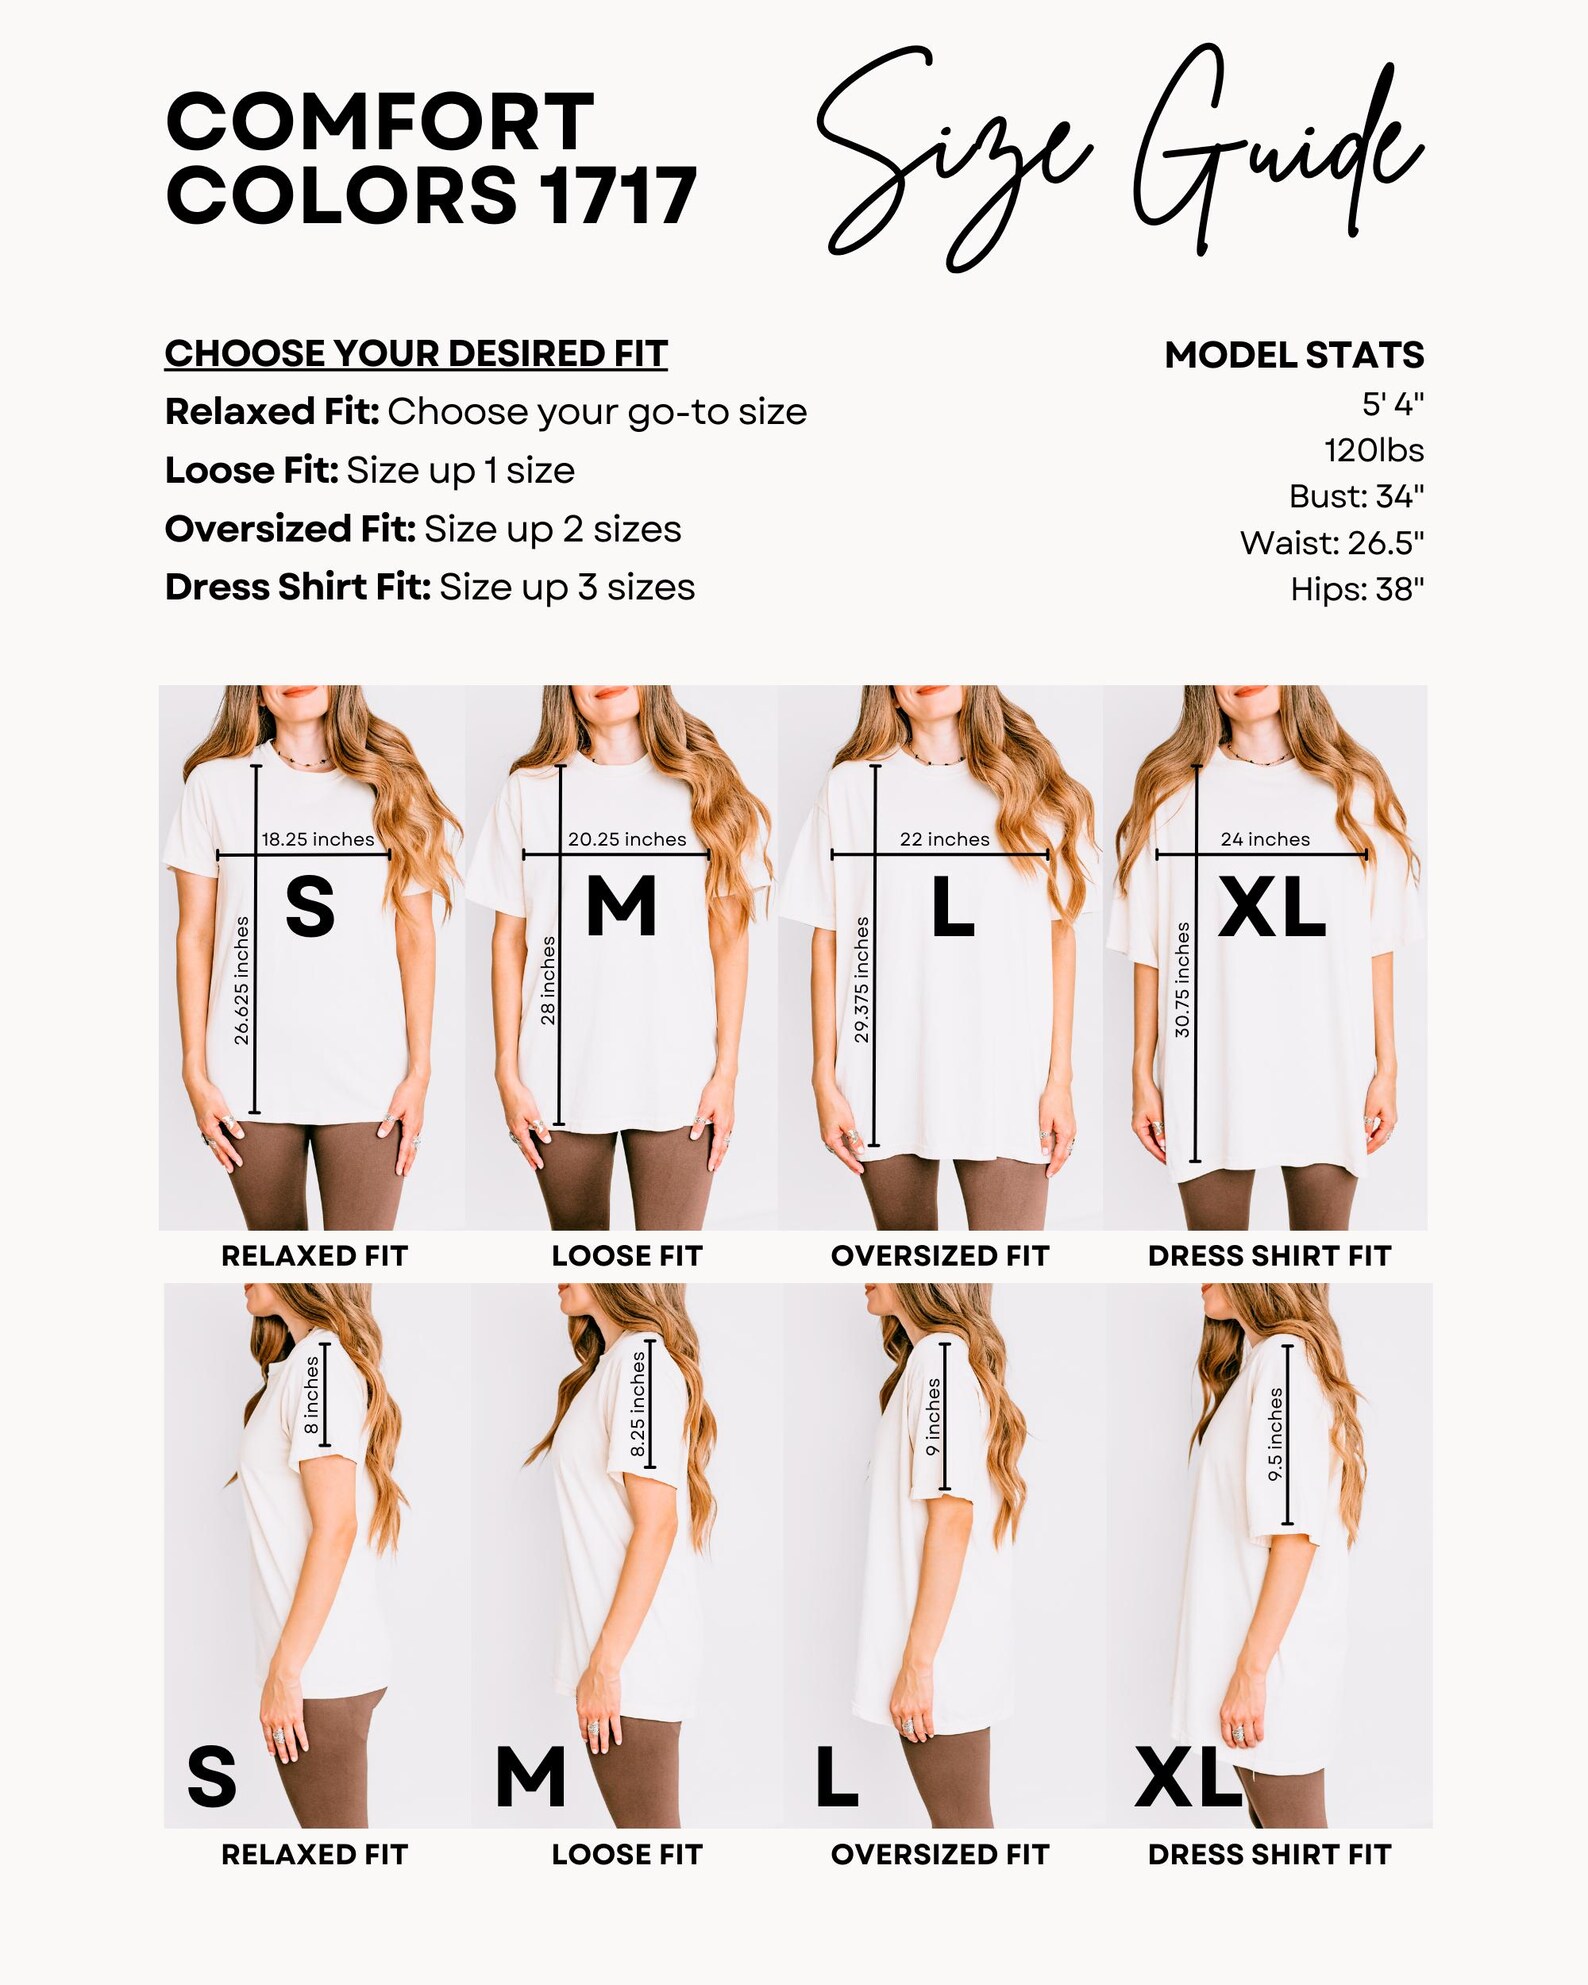 COMFORT
COLORS 1717
Size Guide
CHOOSE YOUR DESIRED FIT
Relaxed Fit: Choose your go-to size
Loose Fit: Size up 1 size
Oversized Fit: Size up 2 sizes
Dress Shirt Fit: Size up 3 sizes
MODEL STATS
5' 4"
120lbs
Bust: 34"
Waist: 26.5"
Hips: 38"
18.25 inches
S
26.625 inches
20.25 inches
M
28 inches
22 inches
L
29.375 inches
24 inches
XL
30.75 inches
RELAXED FIT
LOOSE FIT
OVERSIZED FIT
DRESS SHIRT FIT
8 inches
8.25 inches
9 inches
9.5 inches
S
M
L
XL
RELAXED FIT
LOOSE FIT
OVERSIZED FIT
DRESS SHIRT FIT